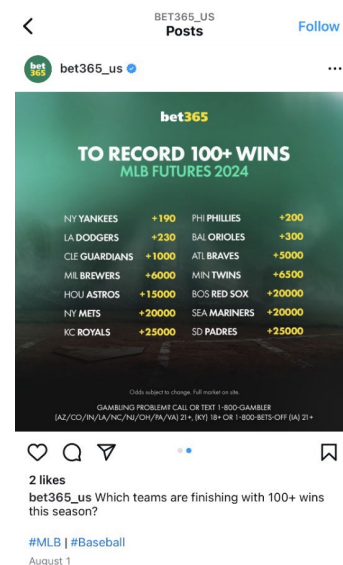 BET365_US
Posts
Follow
bet365
bet365_us
bet365
TO RECORD 100+ WINS
MLB FUTURES 2024
NY YANKEES +190 PHI PHILLIES +200
LA DODGERS +230 BAL ORIOLES +300
CLE GUARDIANS +1000 ATL BRAVES +5000
MIL BREWERS +6000 MIN TWINS +6500
HOU ASTROS +15000 BOS RED SOX +20000
NY METS +20000 SEA MARINERS +20000
KC ROYALS +25000 SD PADRES +25000
Odds subject to change. Full market on site.
GAMBLING PROBLEM? CALL OR TEXT 1-800-GAMBLER
(AZ/CO/IN/LA/NC/NJ/OH/PA/VA) 21+, (KY) 18+ OR 1-800-BETS-OFF (IA) 21+
2 likes
bet365_us Which teams are finishing with 100+ wins
this season?
#MLB | #Baseball
August 1